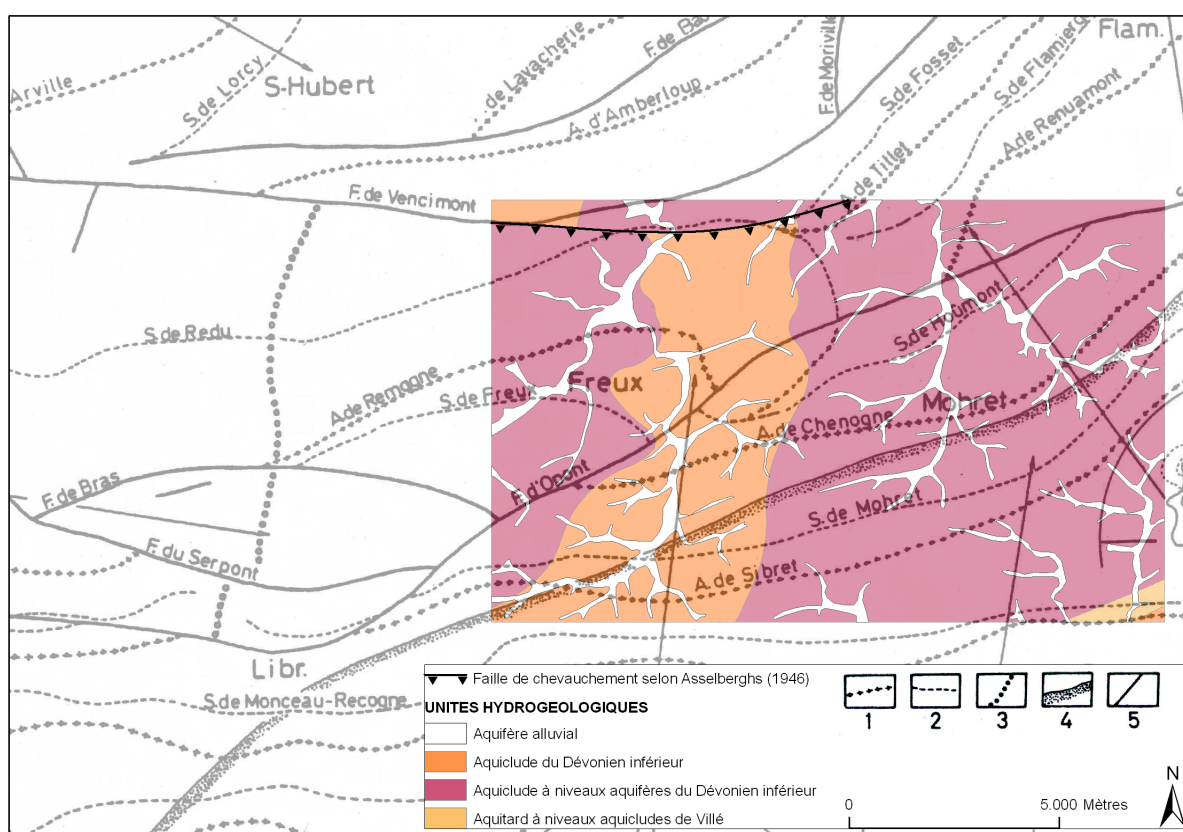 Arville
S. de Lorcy
S-Hubert
de Lavacherie
F. de Bas
A. d'Amberloup
F. de Moriville
S. de Fosset
S. de Flamierge
Flam.
A. de Renuamont
A. de Tillet
F. de Vencimont
S. de Redu
S. de Houmont
A. de Remagne
Freux
S. de Freux
A. de Chenogne
Mohret
F. d'Opont
F. de Bras
S. de Mohret
F. du Serpont
A. de Sibret
Libr.
S. de Monceau-Recogne
Faille de chevauchement selon Asselberghs (1946)
UNITES HYDROGEOLOGIQUES
Aquifère alluvial
Aquiclude du Dévonien inférieur
Aquiclude à niveaux aquifères du Dévonien inférieur
Aquitard à niveaux aquicludes de Villé
1 2 3 4 5
N
0 5.000 Mètres